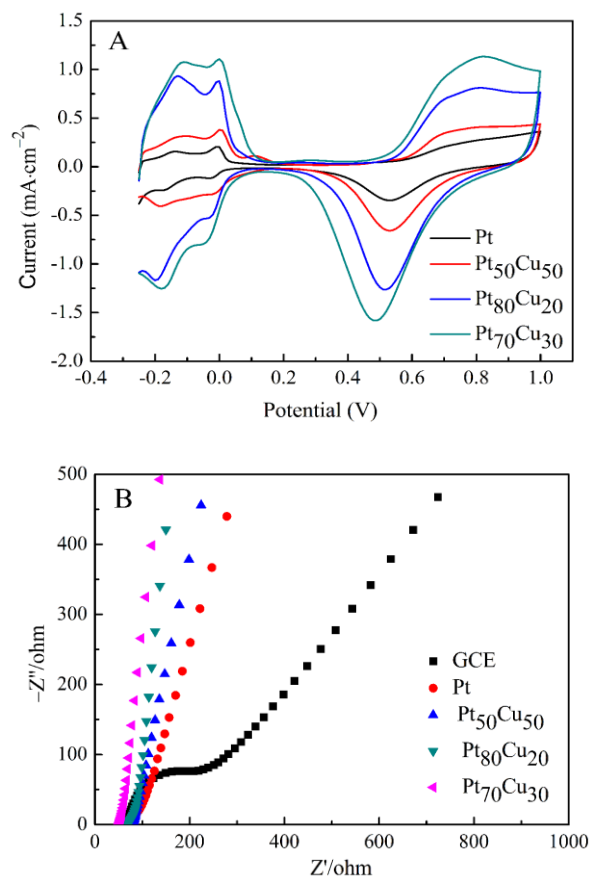 A
1.5
1.0
0.5
0.0
-0.5
-1.0
-1.5
-2.0
Current (mA·cm⁻²)
Pt
Pt₅₀Cu₅₀
Pt₈₀Cu₂₀
Pt₇₀Cu₃₀
-0.4 -0.2 0.0 0.2 0.4 0.6 0.8 1.0
Potential (V)
B
500
400
300
200
100
0
−Z''/ohm
GCE
Pt
Pt₅₀Cu₅₀
Pt₈₀Cu₂₀
Pt₇₀Cu₃₀
0 200 400 600 800 1000
Z'/ohm